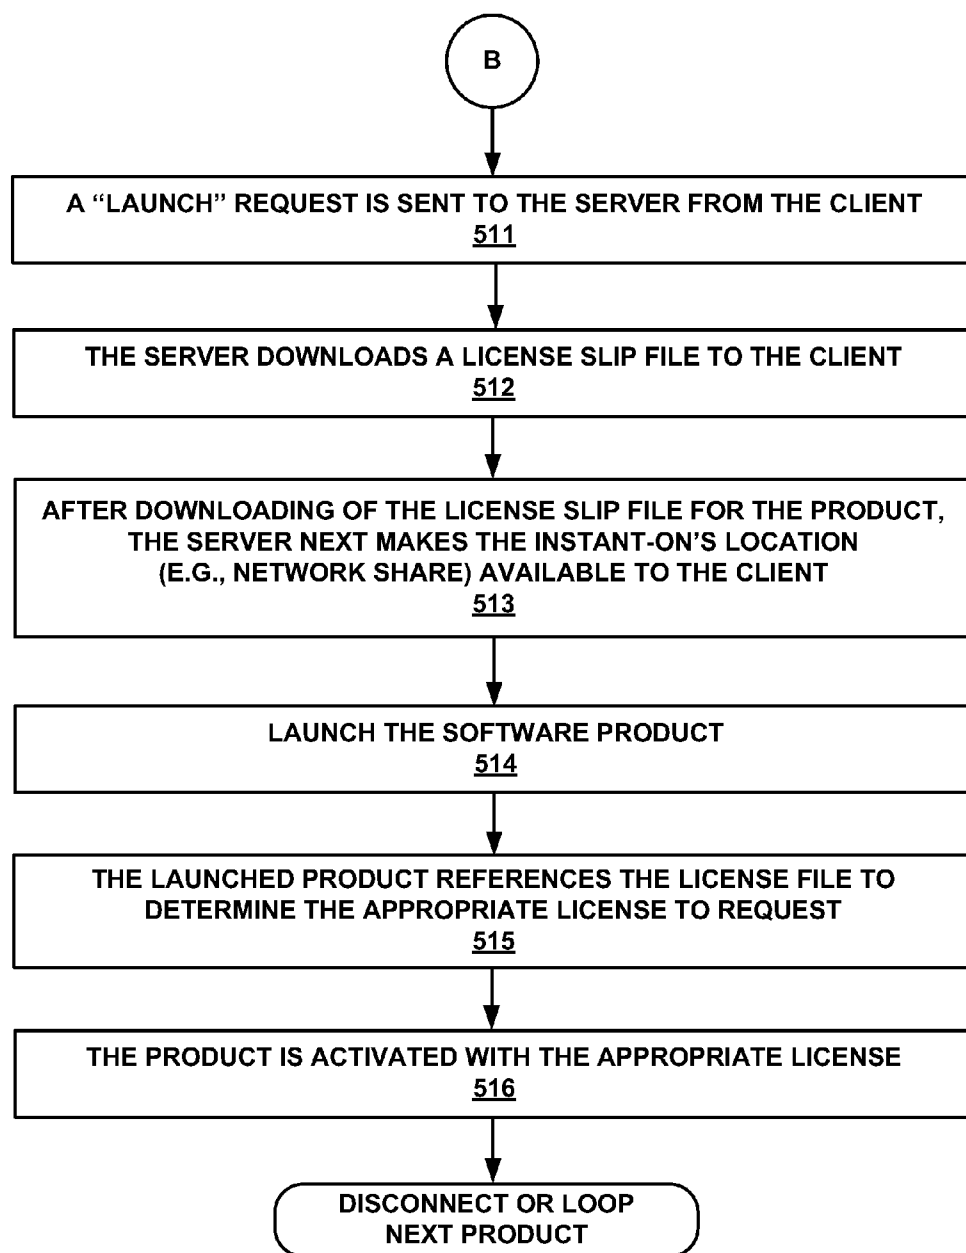 B
A “LAUNCH” REQUEST IS SENT TO THE SERVER FROM THE CLIENT
511
THE SERVER DOWNLOADS A LICENSE SLIP FILE TO THE CLIENT
512
AFTER DOWNLOADING OF THE LICENSE SLIP FILE FOR THE PRODUCT,
THE SERVER NEXT MAKES THE INSTANT-ON’S LOCATION
(E.G., NETWORK SHARE) AVAILABLE TO THE CLIENT
513
LAUNCH THE SOFTWARE PRODUCT
514
THE LAUNCHED PRODUCT REFERENCES THE LICENSE FILE TO
DETERMINE THE APPROPRIATE LICENSE TO REQUEST
515
THE PRODUCT IS ACTIVATED WITH THE APPROPRIATE LICENSE
516
DISCONNECT OR LOOP
NEXT PRODUCT